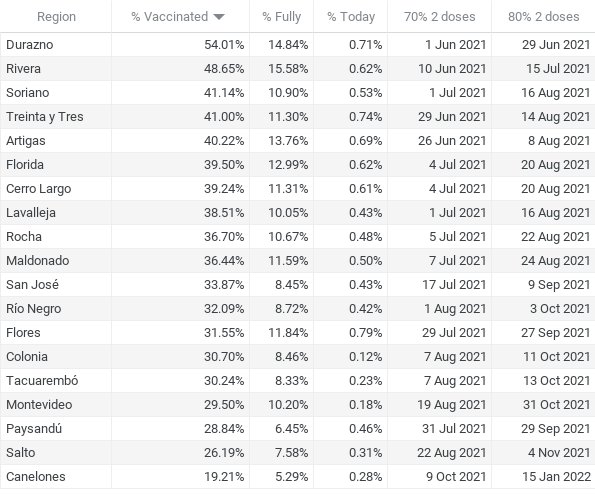 Region % Vaccinated % Fully % Today 70% 2 doses 80% 2 doses
Durazno 54.01% 14.84% 0.71% 1 Jun 2021 29 Jun 2021
Rivera 48.65% 15.58% 0.62% 10 Jun 2021 15 Jul 2021
Soriano 41.14% 10.90% 0.53% 1 Jul 2021 16 Aug 2021
Treinta y Tres 41.00% 11.30% 0.74% 29 Jun 2021 14 Aug 2021
Artigas 40.22% 13.76% 0.69% 26 Jun 2021 8 Aug 2021
Florida 39.50% 12.99% 0.62% 4 Jul 2021 20 Aug 2021
Cerro Largo 39.24% 11.31% 0.61% 4 Jul 2021 20 Aug 2021
Lavalleja 38.51% 10.05% 0.43% 1 Jul 2021 16 Aug 2021
Rocha 36.70% 10.67% 0.48% 5 Jul 2021 22 Aug 2021
Maldonado 36.44% 11.59% 0.50% 7 Jul 2021 24 Aug 2021
San José 33.87% 8.45% 0.43% 17 Jul 2021 9 Sep 2021
Río Negro 32.09% 8.72% 0.42% 1 Aug 2021 3 Oct 2021
Flores 31.55% 11.84% 0.79% 29 Jul 2021 27 Sep 2021
Colonia 30.70% 8.46% 0.12% 7 Aug 2021 11 Oct 2021
Tacuarembó 30.24% 8.33% 0.23% 7 Aug 2021 13 Oct 2021
Montevideo 29.50% 10.20% 0.18% 19 Aug 2021 31 Oct 2021
Paysandú 28.84% 6.45% 0.46% 31 Jul 2021 29 Sep 2021
Salto 26.19% 7.58% 0.31% 22 Aug 2021 4 Nov 2021
Canelones 19.21% 5.29% 0.28% 9 Oct 2021 15 Jan 2022